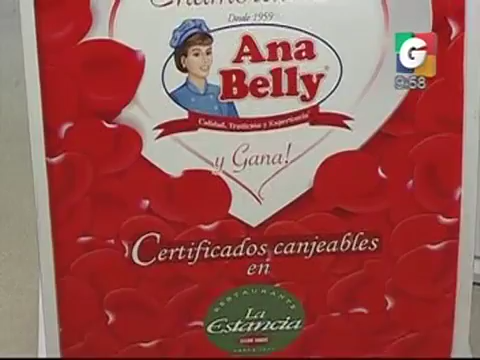 Desde 1959
Ana
Belly
Calidad, Tradición y Experiencia
y Gana!
G
9:58
Certificados canjeables
en
RESTAURANTE
La
Estancia